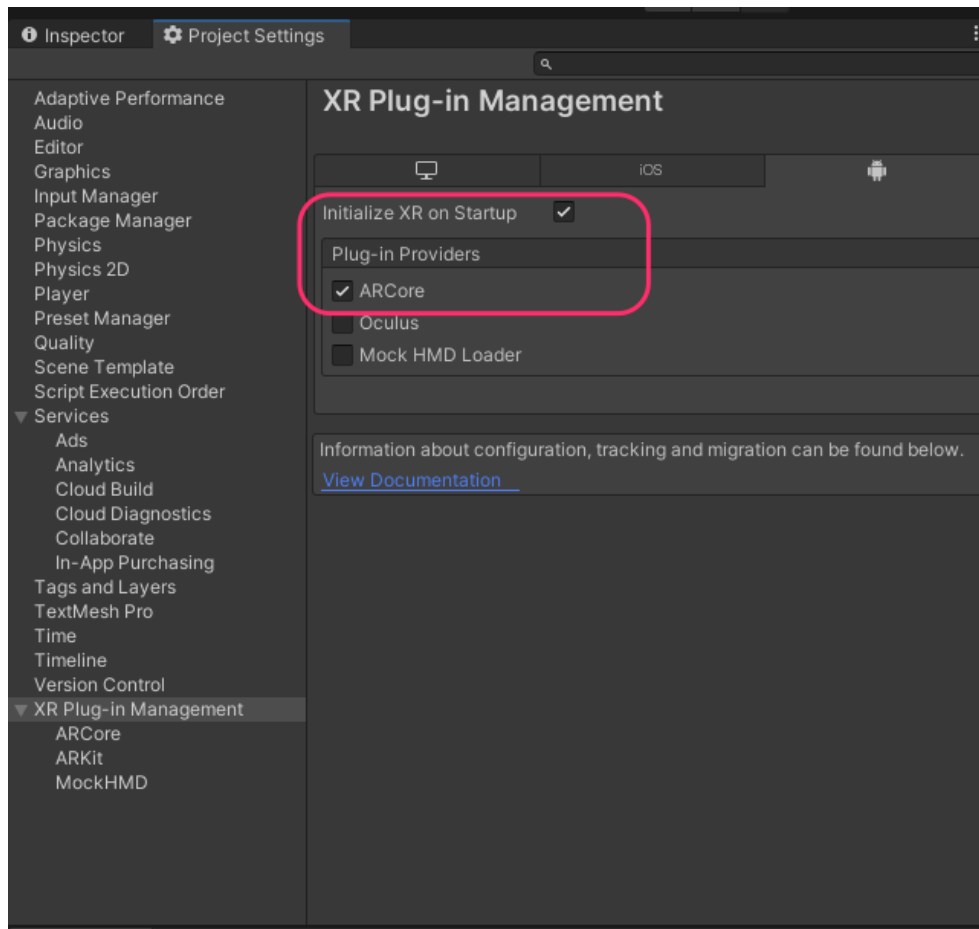 Inspector
Project Settings
XR Plug-in Management
Adaptive Performance
Audio
Editor
Graphics
Input Manager
Package Manager
Physics
Physics 2D
Player
Preset Manager
Quality
Scene Template
Script Execution Order
Services
Ads
Analytics
Cloud Build
Cloud Diagnostics
Collaborate
In-App Purchasing
Tags and Layers
TextMesh Pro
Time
Timeline
Version Control
XR Plug-in Management
ARCore
ARKit
MockHMD
iOS
Initialize XR on Startup
Plug-in Providers
ARCore
Oculus
Mock HMD Loader
Information about configuration, tracking and migration can be found below.
View Documentation